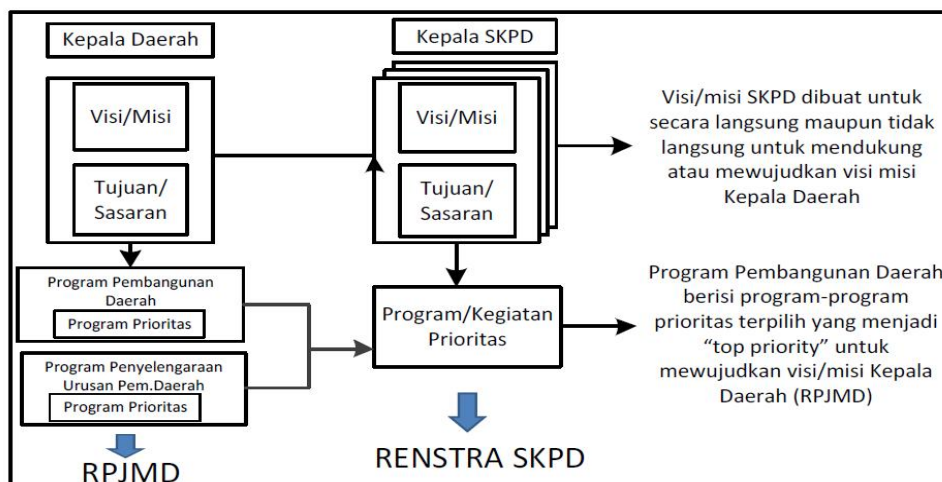 Kepala Daerah
Visi/Misi
Tujuan/
Sasaran
Program Pembangunan
Daerah
Program Prioritas
Program Penyelengaraan
Urusan Pem.Daerah
Program Prioritas
RPJMD
Kepala SKPD
Visi/Misi
Tujuan/
Sasaran
Program/Kegiatan
Prioritas
RENSTRA SKPD
Visi/misi SKPD dibuat untuk
secara langsung maupun tidak
langsung untuk mendukung
atau mewujudkan visi misi
Kepala Daerah
Program Pembangunan Daerah
berisi program-program
prioritas terpilih yang menjadi
“top priority” untuk
mewujudkan visi/misi Kepala
Daerah (RPJMD)